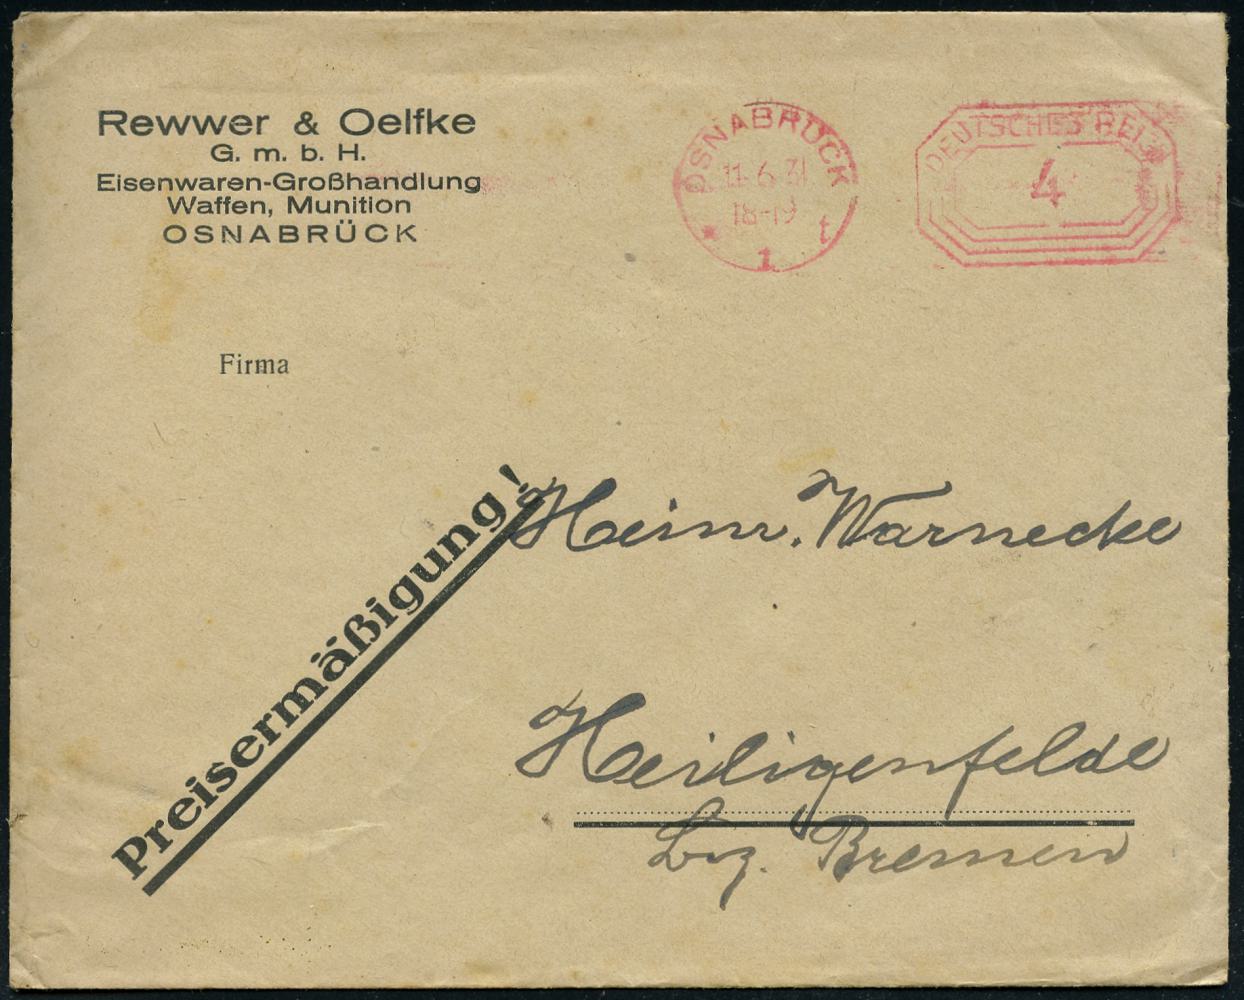 Rewwer & Oelfke
G. m. b. H.
Eisenwaren-Großhandlung
Waffen, Munition
OSNABRÜCK
OSNABRÜCK
11.6.31
18-19
* 1 t
DEUTSCHES REICH
4
Firma
Preisermäßigung!
Heinr. Warnecke
Heiligenfelde
Bez. Bremen